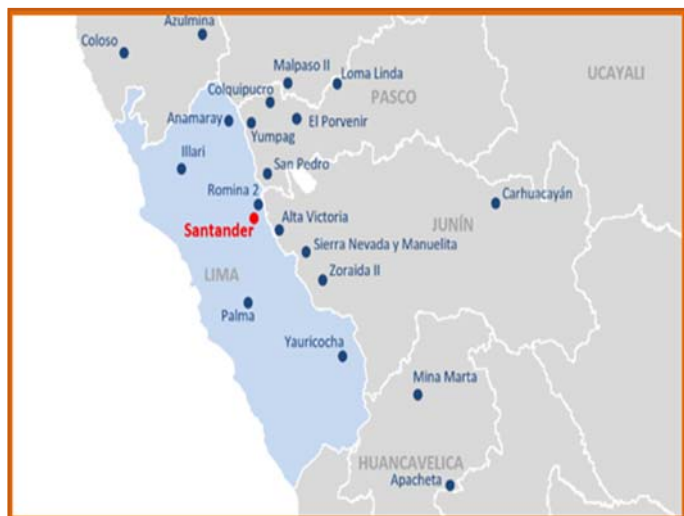 Azulmina
Coloso
Malpaso II
Loma Linda
UCAYALI
Colquipucro
PASCO
Anamaray
El Porvenir
Yumpag
Illari
San Pedro
Romina 2
Carhuacayán
Santander
Alta Victoria
JUNÍN
Sierra Nevada y Manuelita
LIMA
Zoraida II
Palma
Yauricocha
Mina Marta
HUANCAVELICA
Apacheta